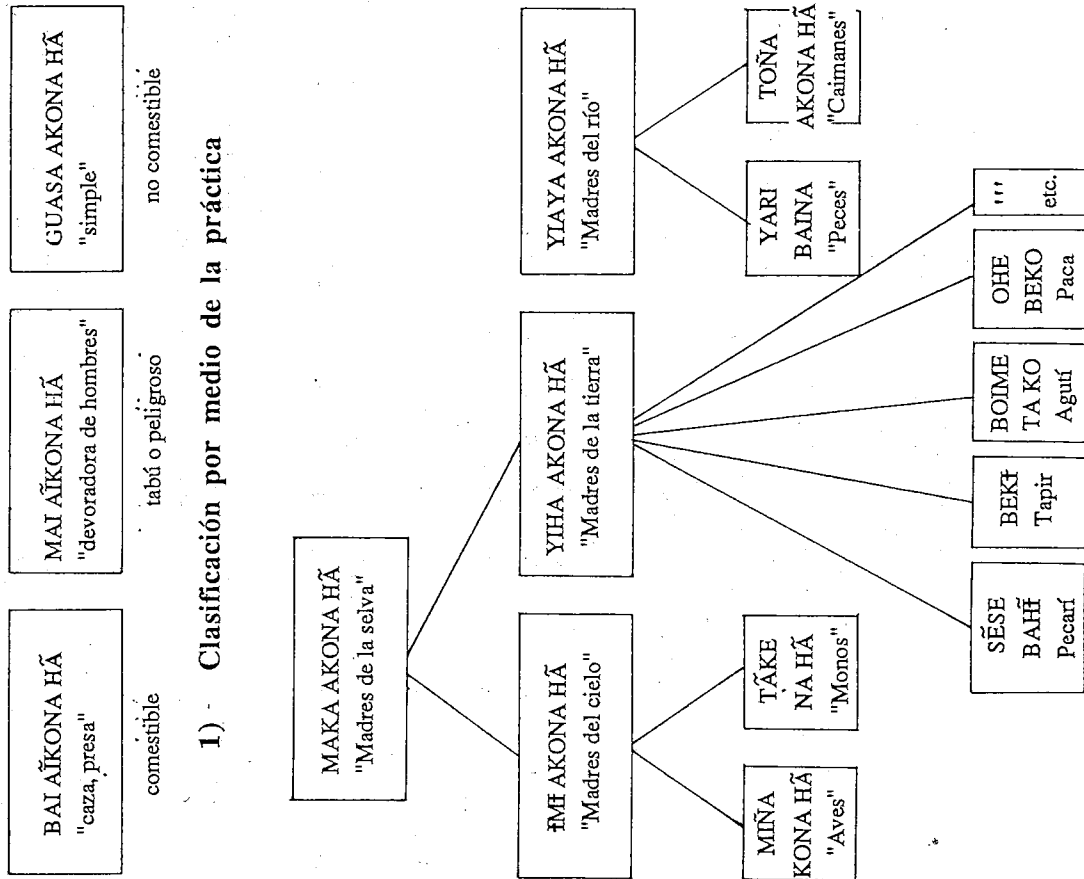 BAI AĨKONA HÃ
"caza, presa"
comestible
MAI AĨKONA HÃ
"devoradora de hombres"
tabú o peligroso
GUASA AKONA HÃ
"simple"
no comestible
1) Clasificación por medio de la práctica
MAKA AKONA HÃ
"Madres de la selva"
ƗMƗ AKONA HÃ
"Madres del cielo"
YIHA AKONA HÃ
"Madres de la tierra"
YIAYA AKONA HÃ
"Madres del río"
MIÑA
KONA HÃ
"Aves"
TÃKE
NA HÃ
"Monos"
YARI
BAINA
"Peces"
TOÑA
AKONA HÃ
"Caimanes"
SẼSE
BAHƗ̃
Pecarí
BEKƗ
Tapir
BOIME
TA KO
Agutí
OHE
BEKO
Paca
'''
etc.